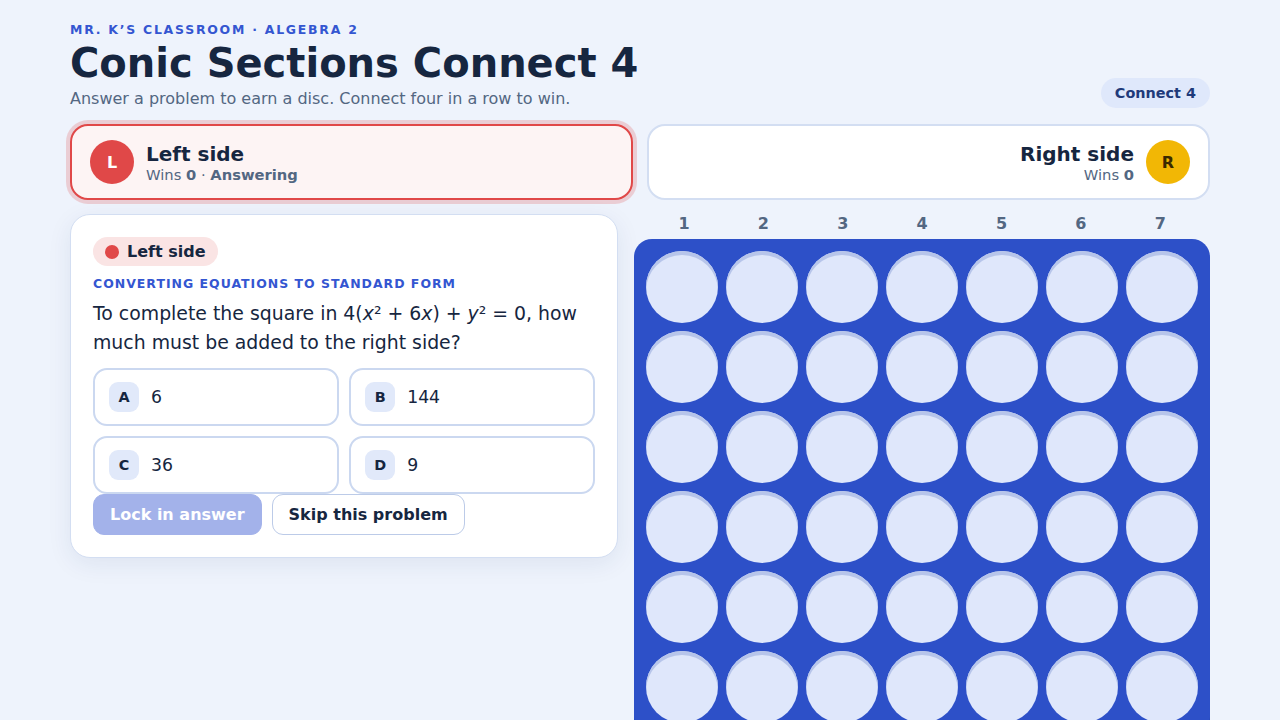 MR. K’S CLASSROOM · ALGEBRA 2
Conic Sections Connect 4
Answer a problem to earn a disc. Connect four in a row to win.
Connect 4
L
Left side
Wins 0 · Answering
Right side
Wins 0
R
Left side
CONVERTING EQUATIONS TO STANDARD FORM
To complete the square in 4(x² + 6x) + y² = 0, how
much must be added to the right side?
A 6
B 144
C 36
D 9
Lock in answer
Skip this problem
1 2 3 4 5 6 7